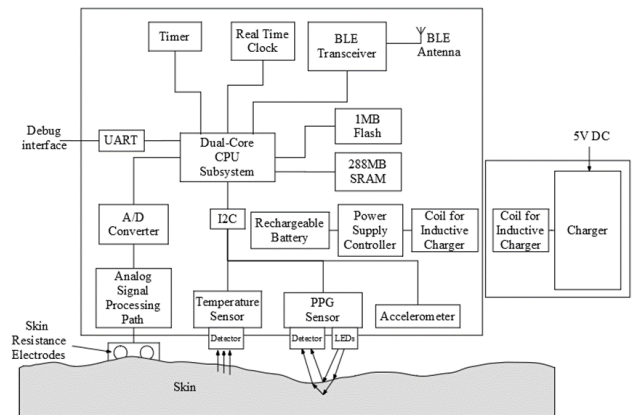 Timer
Real Time
Clock
BLE
Transceiver
BLE
Antenna
Debug
interface
UART
Dual-Core
CPU
Subsystem
1MB
Flash
288MB
SRAM
5V DC
A/D
Converter
I2C
Rechargeable
Battery
Power
Supply
Controller
Coil for
Inductive
Charger
Coil for
Inductive
Charger
Charger
Analog
Signal
Processing
Path
Temperature
Sensor
PPG
Sensor
Accelerometer
Skin
Resistance
Electrodes
Detector
Detector
LEDs
Skin